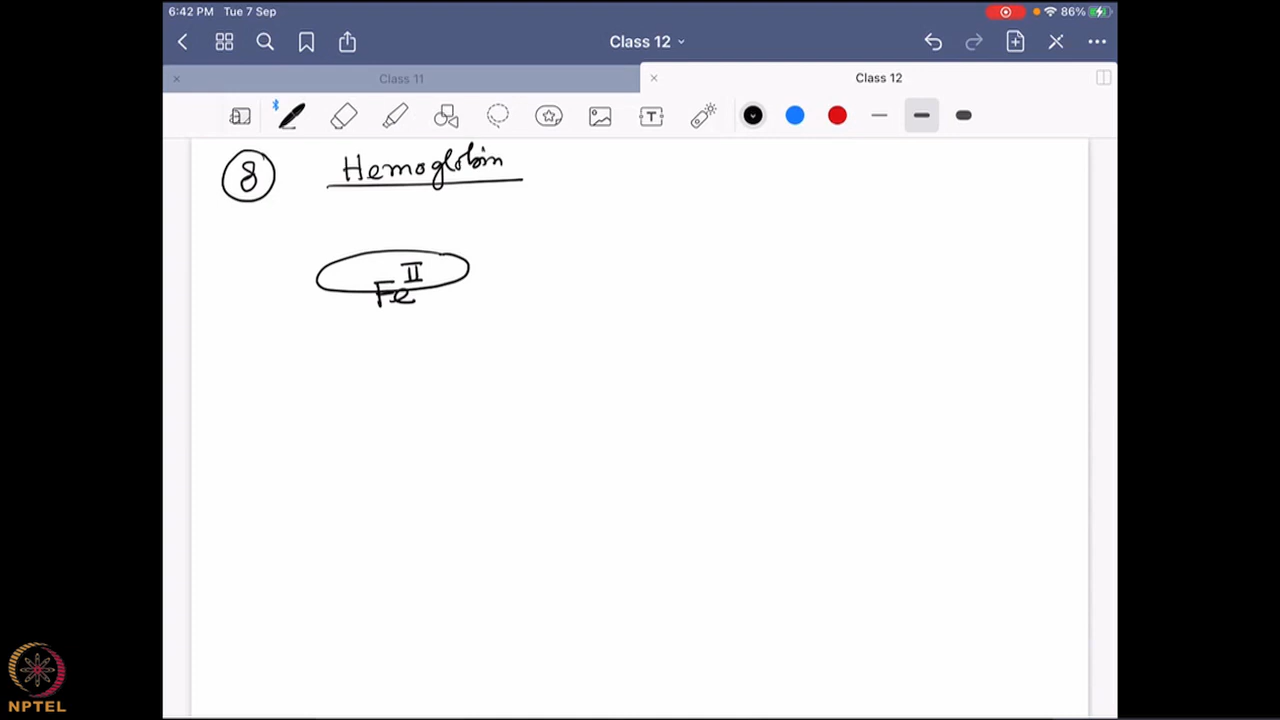 6:42 PM Tue 7 Sep
86%
Class 12
Class 11
Class 12
T
8 Hemoglobin
II
Fe
NPTEL